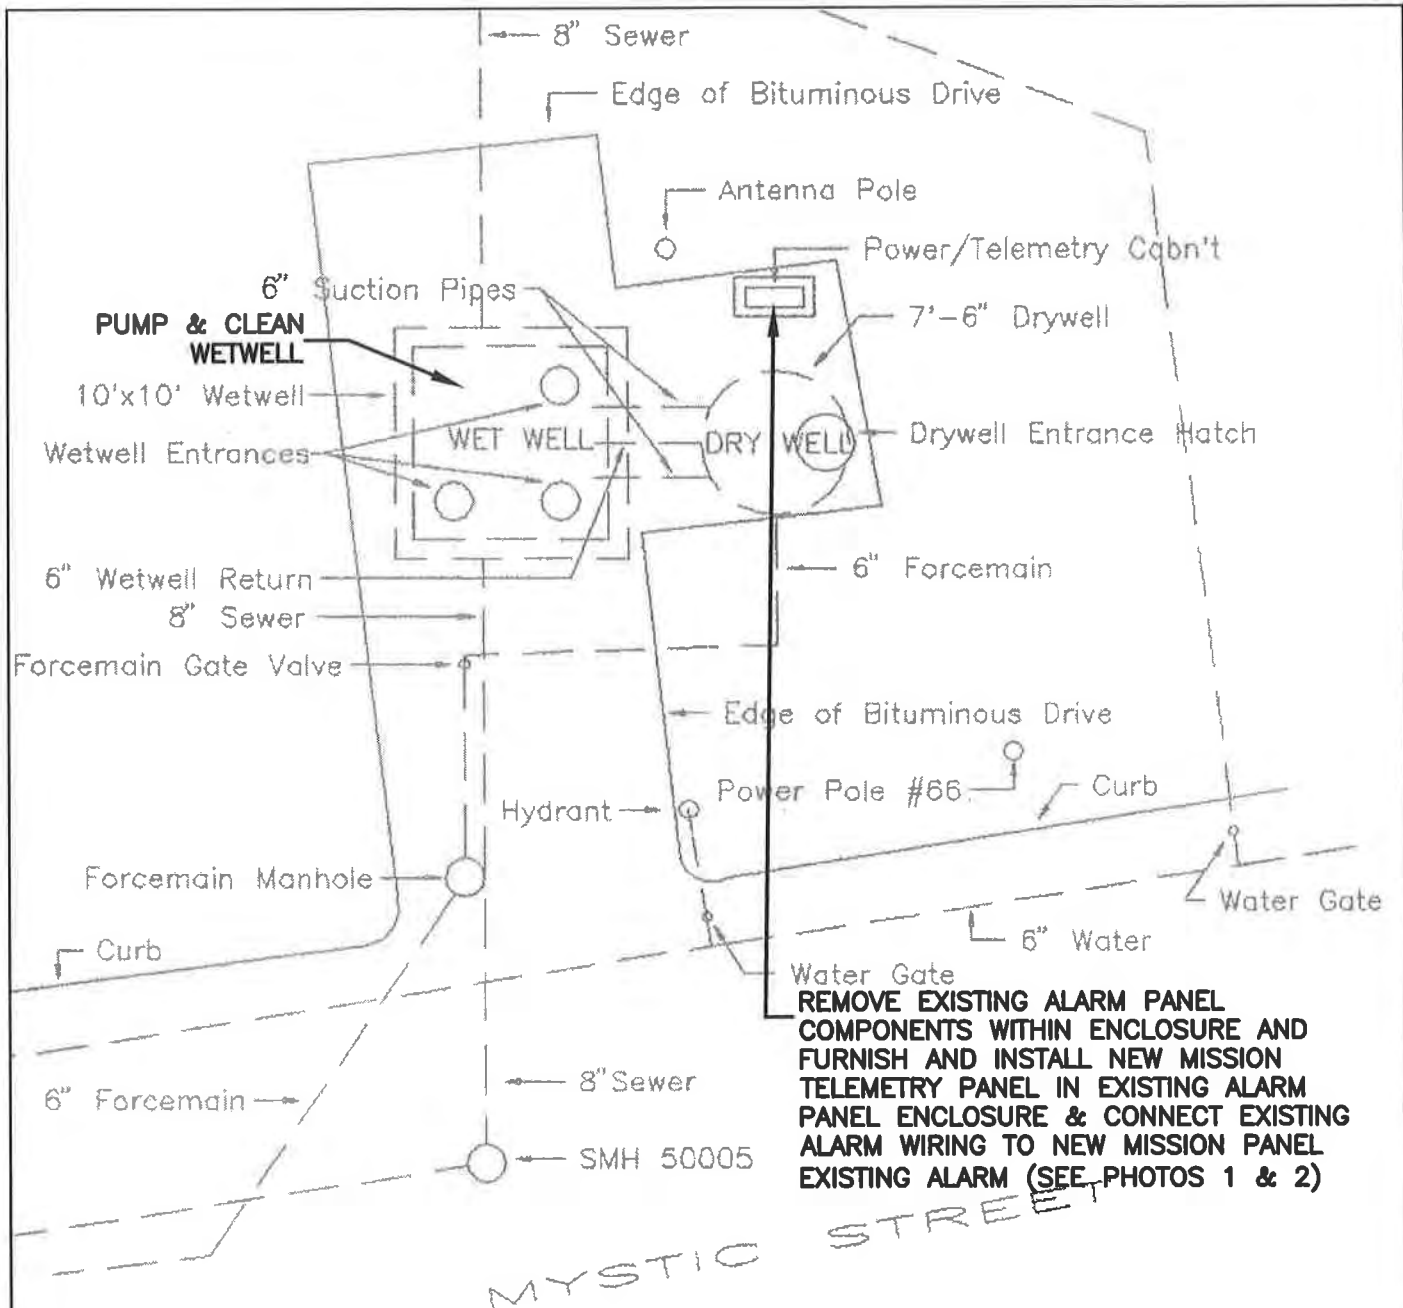 8" Sewer
Edge of Bituminous Drive
Antenna Pole
Power/Telemetry Cabn't
6" Suction Pipes
7'-6" Drywell
PUMP & CLEAN
WETWELL
10'x10' Wetwell
WET WELL
DRY WELL
Drywell Entrance Hatch
Wetwell Entrances
6" Wetwell Return
6" Forcemain
8" Sewer
Forcemain Gate Valve
Edge of Bituminous Drive
Power Pole #66
Curb
Hydrant
Forcemain Manhole
Water Gate
Curb
6" Water
Water Gate
REMOVE EXISTING ALARM PANEL
COMPONENTS WITHIN ENCLOSURE AND
FURNISH AND INSTALL NEW MISSION
TELEMETRY PANEL IN EXISTING ALARM
PANEL ENCLOSURE & CONNECT EXISTING
ALARM WIRING TO NEW MISSION PANEL
EXISTING ALARM (SEE PHOTOS 1 & 2)
8"Sewer
6" Forcemain
SMH 50005
MYSTIC STREET